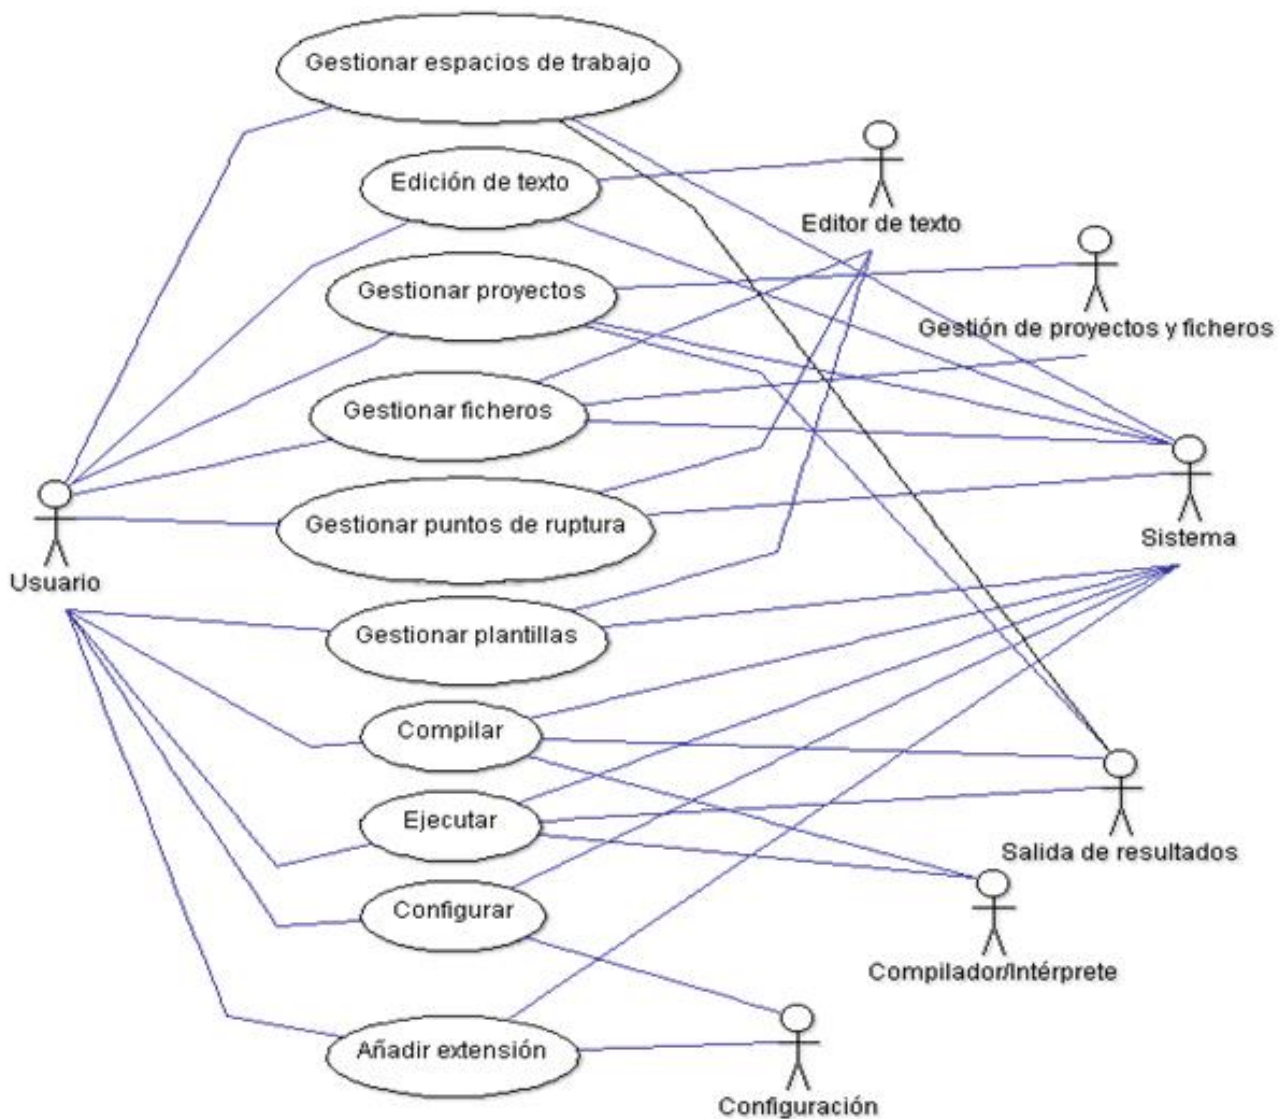 Gestionar espacios de trabajo
Edición de texto
Editor de texto
Gestionar proyectos
Gestión de proyectos y ficheros
Gestionar ficheros
Gestionar puntos de ruptura
Sistema
Usuario
Gestionar plantillas
Compilar
Ejecutar
Salida de resultados
Configurar
Compilador/Intérprete
Añadir extensión
Configuración